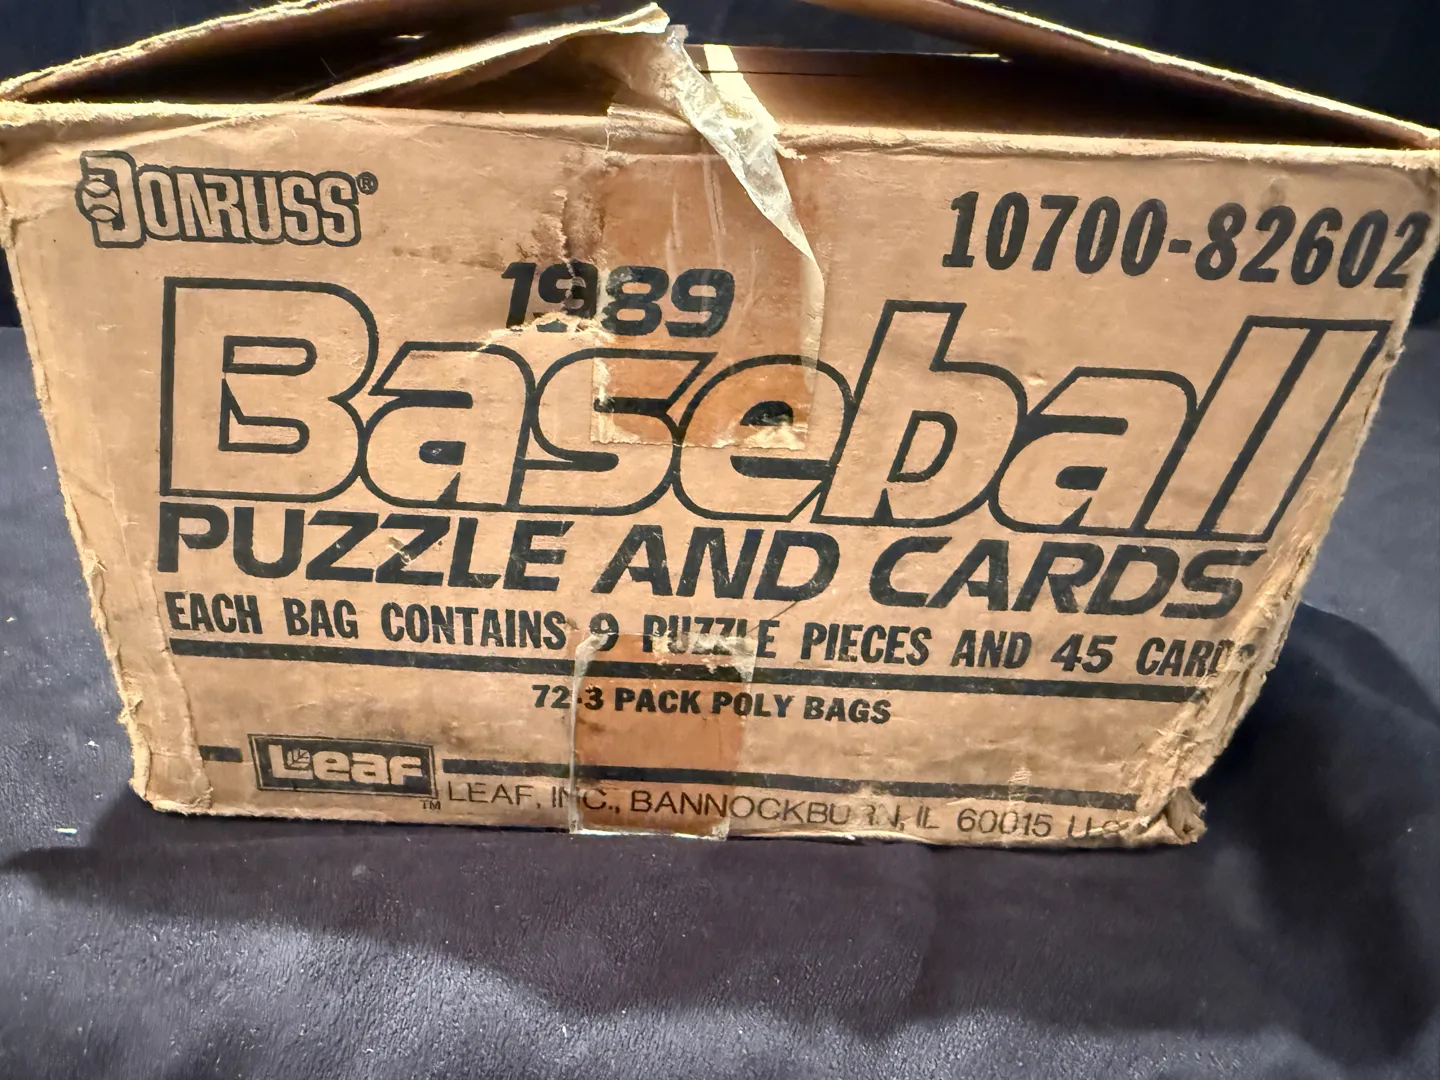 DONRUSS®
10700-82602
1989
Baseball
PUZZLE AND CARDS
EACH BAG CONTAINS 9 PUZZLE PIECES AND 45 CARDS
72-3 PACK POLY BAGS
Leaf TM
LEAF, INC., BANNOCKBURN, IL 60015 U.S.